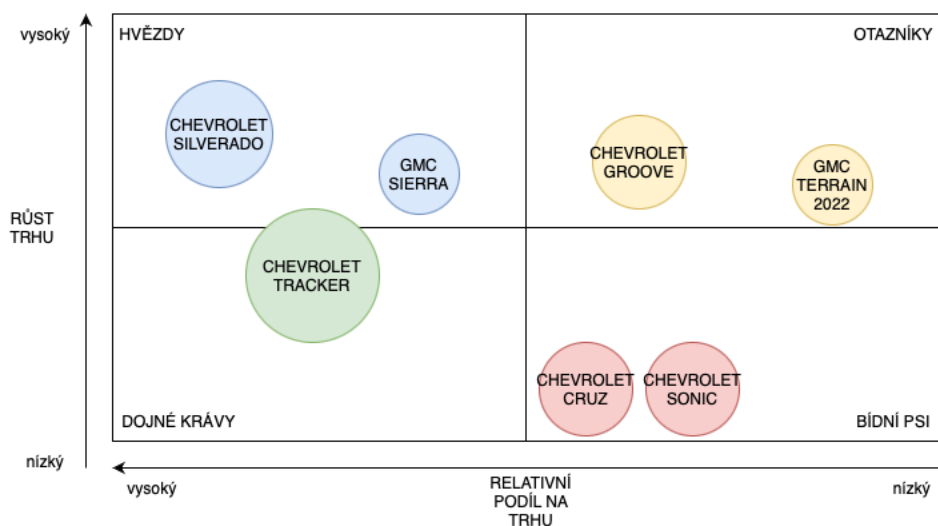 vysoký
HVĚZDY
OTAZNÍKY
CHEVROLET
SILVERADO
GMC
SIERRA
CHEVROLET
GROOVE
GMC
TERRAIN
2022
RŮST
TRHU
CHEVROLET
TRACKER
CHEVROLET
CRUZ
CHEVROLET
SONIC
DOJNÉ KRÁVY
BÍDNÍ PSI
nízký
vysoký
RELATIVNÍ
PODÍL NA
TRHU
nízký